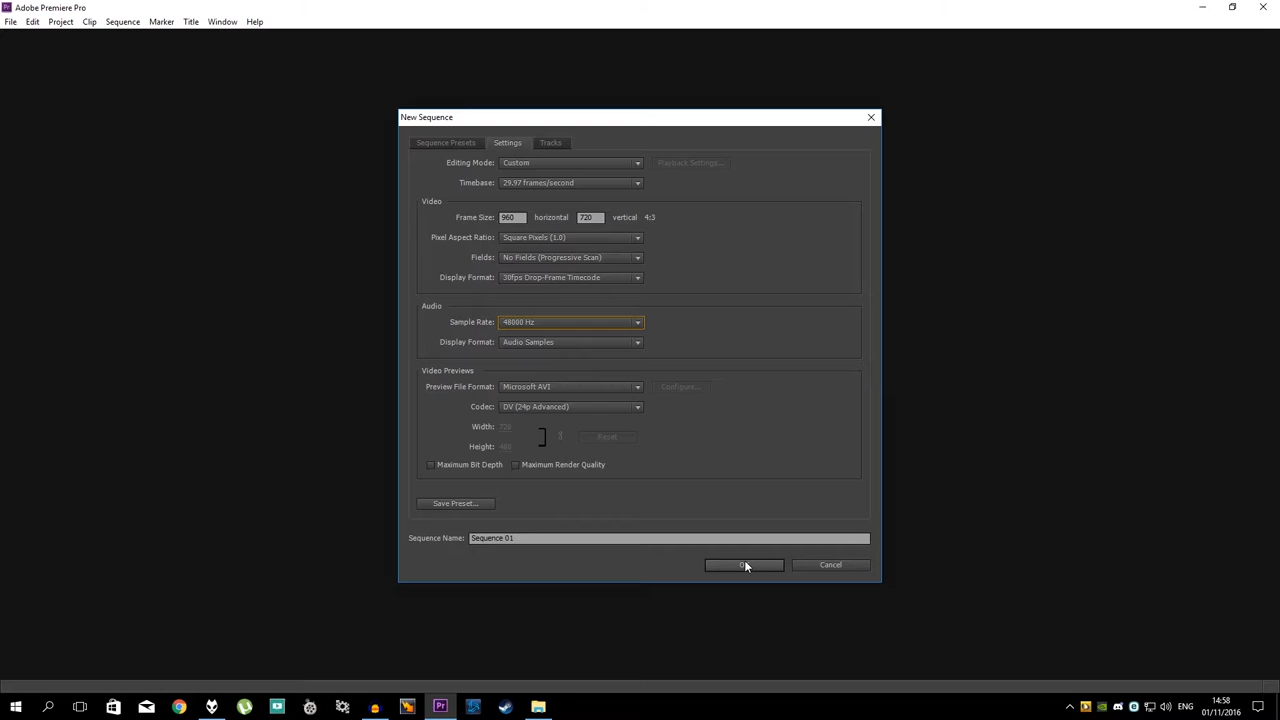 Adobe Premiere Pro
File Edit Project Clip Sequence Marker Title Window Help
New Sequence
Sequence Presets Settings Tracks
Editing Mode: Custom Playback Settings...
Timebase: 29.97 frames/second
Video
Frame Size: 960 horizontal 720 vertical 4:3
Pixel Aspect Ratio: Square Pixels (1.0)
Fields: No Fields (Progressive Scan)
Display Format: 30fps Drop-Frame Timecode
Audio
Sample Rate: 48000 Hz
Display Format: Audio Samples
Video Previews
Preview File Format: Microsoft AVI Configure...
Codec: DV (24p Advanced)
Width: 720
Height: 480 Reset
Maximum Bit Depth Maximum Render Quality
Save Preset...
Sequence Name: Sequence 01
Cancel
ENG 14:58
01/11/2016